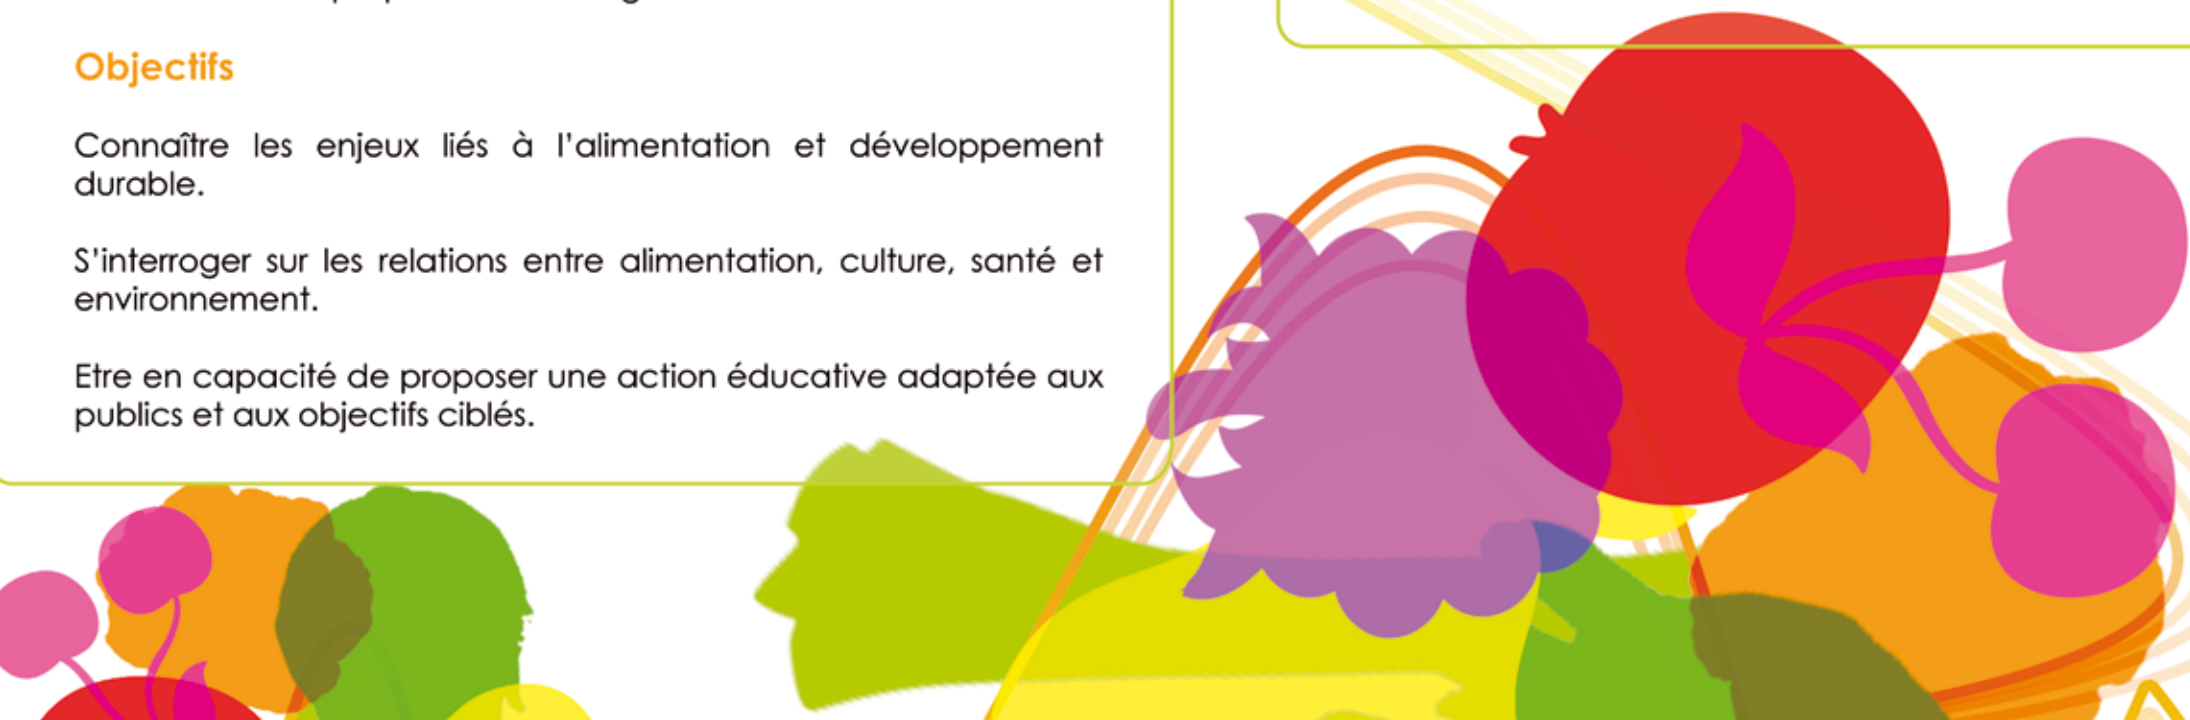 Objectifs
Connaître les enjeux liés à l'alimentation et développement
durable.
S'interroger sur les relations entre alimentation, culture, santé et
environnement.
Etre en capacité de proposer une action éducative adaptée aux
publics et aux objectifs ciblés.